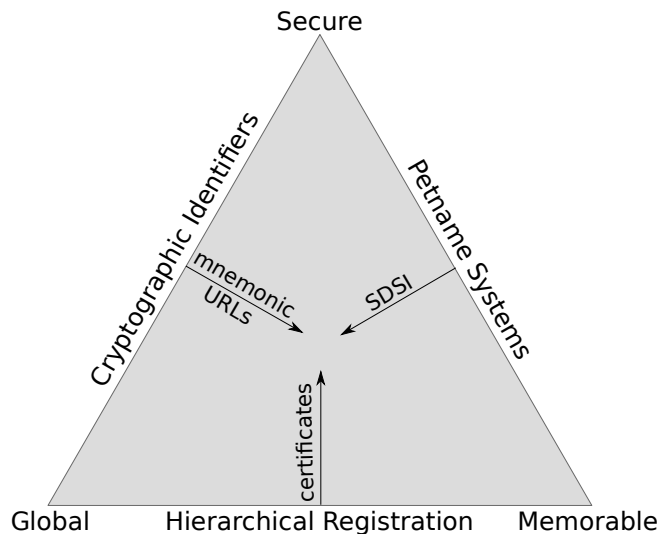 Secure
Cryptographic Identifiers
Petname Systems
mnemonic
URLs
SDSI
certificates
Global
Hierarchical Registration
Memorable